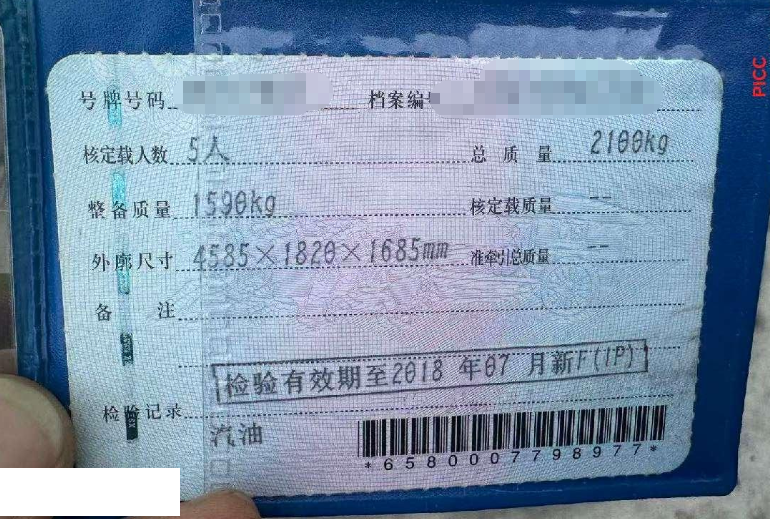 号牌号码 档案编号
核定载人数 5人 总质量 2100kg
整备质量 1590kg 核定载质量 --
外廓尺寸 4585×1820×1685mm 准牵引总质量 --
备注
检验有效期至2018年07月新F(1P)
检验记录
汽油
*6580007798977*
PICC